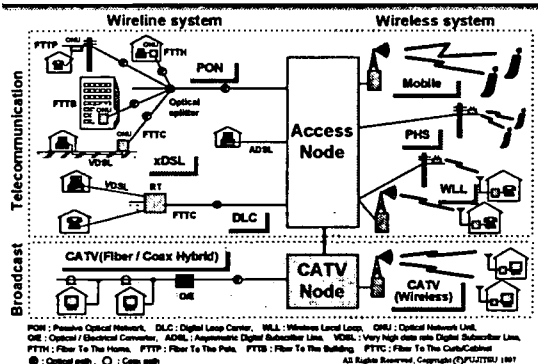 Wireline system
Wireless system
Telecommunication
Broadcast
FTTP
ONU
ONU
FTTH
PON
Mobile
FTTB
ONU
Optical splitter
Access Node
PHS
ONU
FTTC
VDSL
xDSL
ADSL
WLL
VDSL
RT
FTTC
DLC
CATV(Fiber / Coax Hybrid)
O/E
CATV Node
CATV (Wireless)
PON : Passive Optical Network, DLC : Digital Loop Carrier, WLL : Wireless Local Loop, ONU : Optical Network Unit,
O/E : Optical / Electrical Converter, ADSL : Asymmetric Digital Subscriber Line, VDSL : Very high data rate Digital Subscriber Line,
FTTH : Fiber To The Home, FTTP : Fiber To The Pole, FTTB : Fiber To The Building FTTC : Fiber To The Curb/Cabinet
: Optical path, : Coax path
All Rights Reserved, Copyright (C)FUJITSU 1997